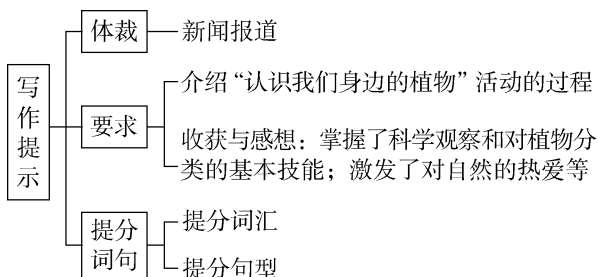 写作提示
体裁
新闻报道
要求
介绍“认识我们身边的植物”活动的过程
收获与感想：掌握了科学观察和对植物分
类的基本技能；激发了对自然的热爱等
提分
词句
提分词汇
提分句型